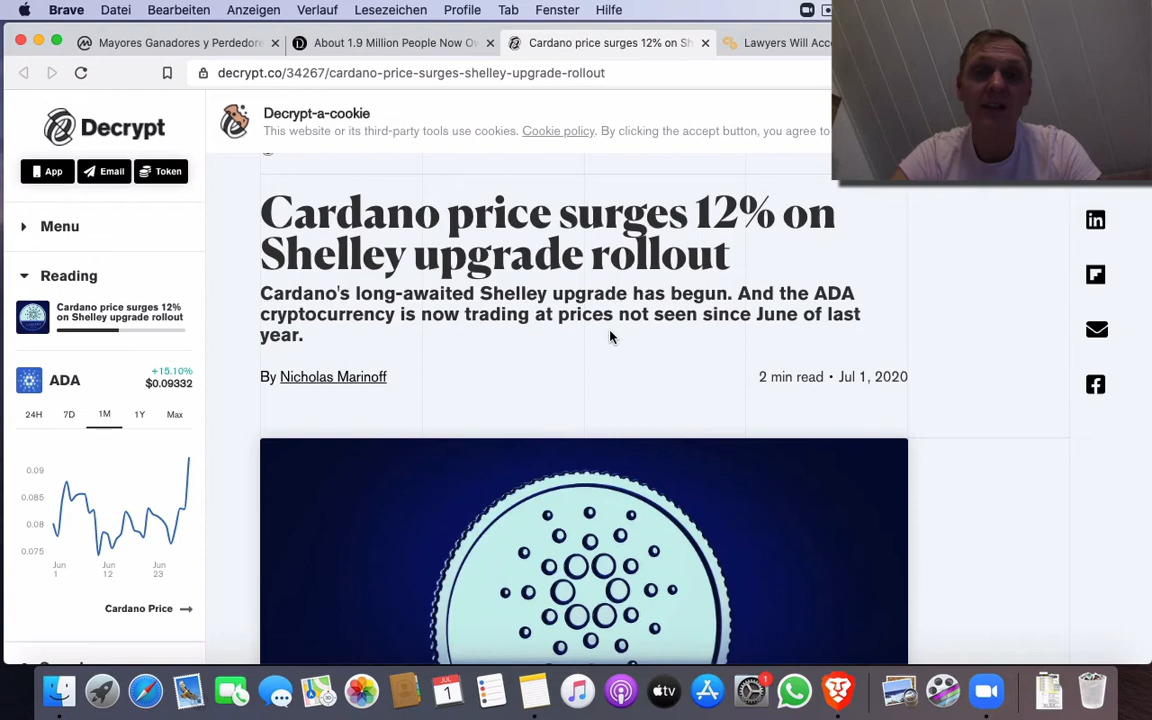 Brave Datei Bearbeiten Anzeigen Verlauf Lesezeichen Profile Tab Fenster Hilfe
Mayores Ganadores y Perdedore
About 1.9 Million People Now O
Cardano price surges 12% on Sh
Lawyers Will Acc
decrypt.co/34267/cardano-price-surges-shelley-upgrade-rollout
Decrypt
App
Email
Token
Menu
Reading
Cardano price surges 12%
on Shelley upgrade rollout
ADA
+15.10%
$0.09332
24H 7D 1M 1Y Max
0.09
0.085
0.08
0.075
Jun 1
Jun 12
Jun 23
Cardano Price
Decrypt-a-cookie
This website or its third-party tools use cookies. Cookie policy. By clicking the accept button, you agree to
Cardano price surges 12% on
Shelley upgrade rollout
Cardano's long-awaited Shelley upgrade has begun. And the ADA
cryptocurrency is now trading at prices not seen since June of last
year.
By Nicholas Marinoff
2 min read • Jul 1, 2020
in
JUL
1
tv
1